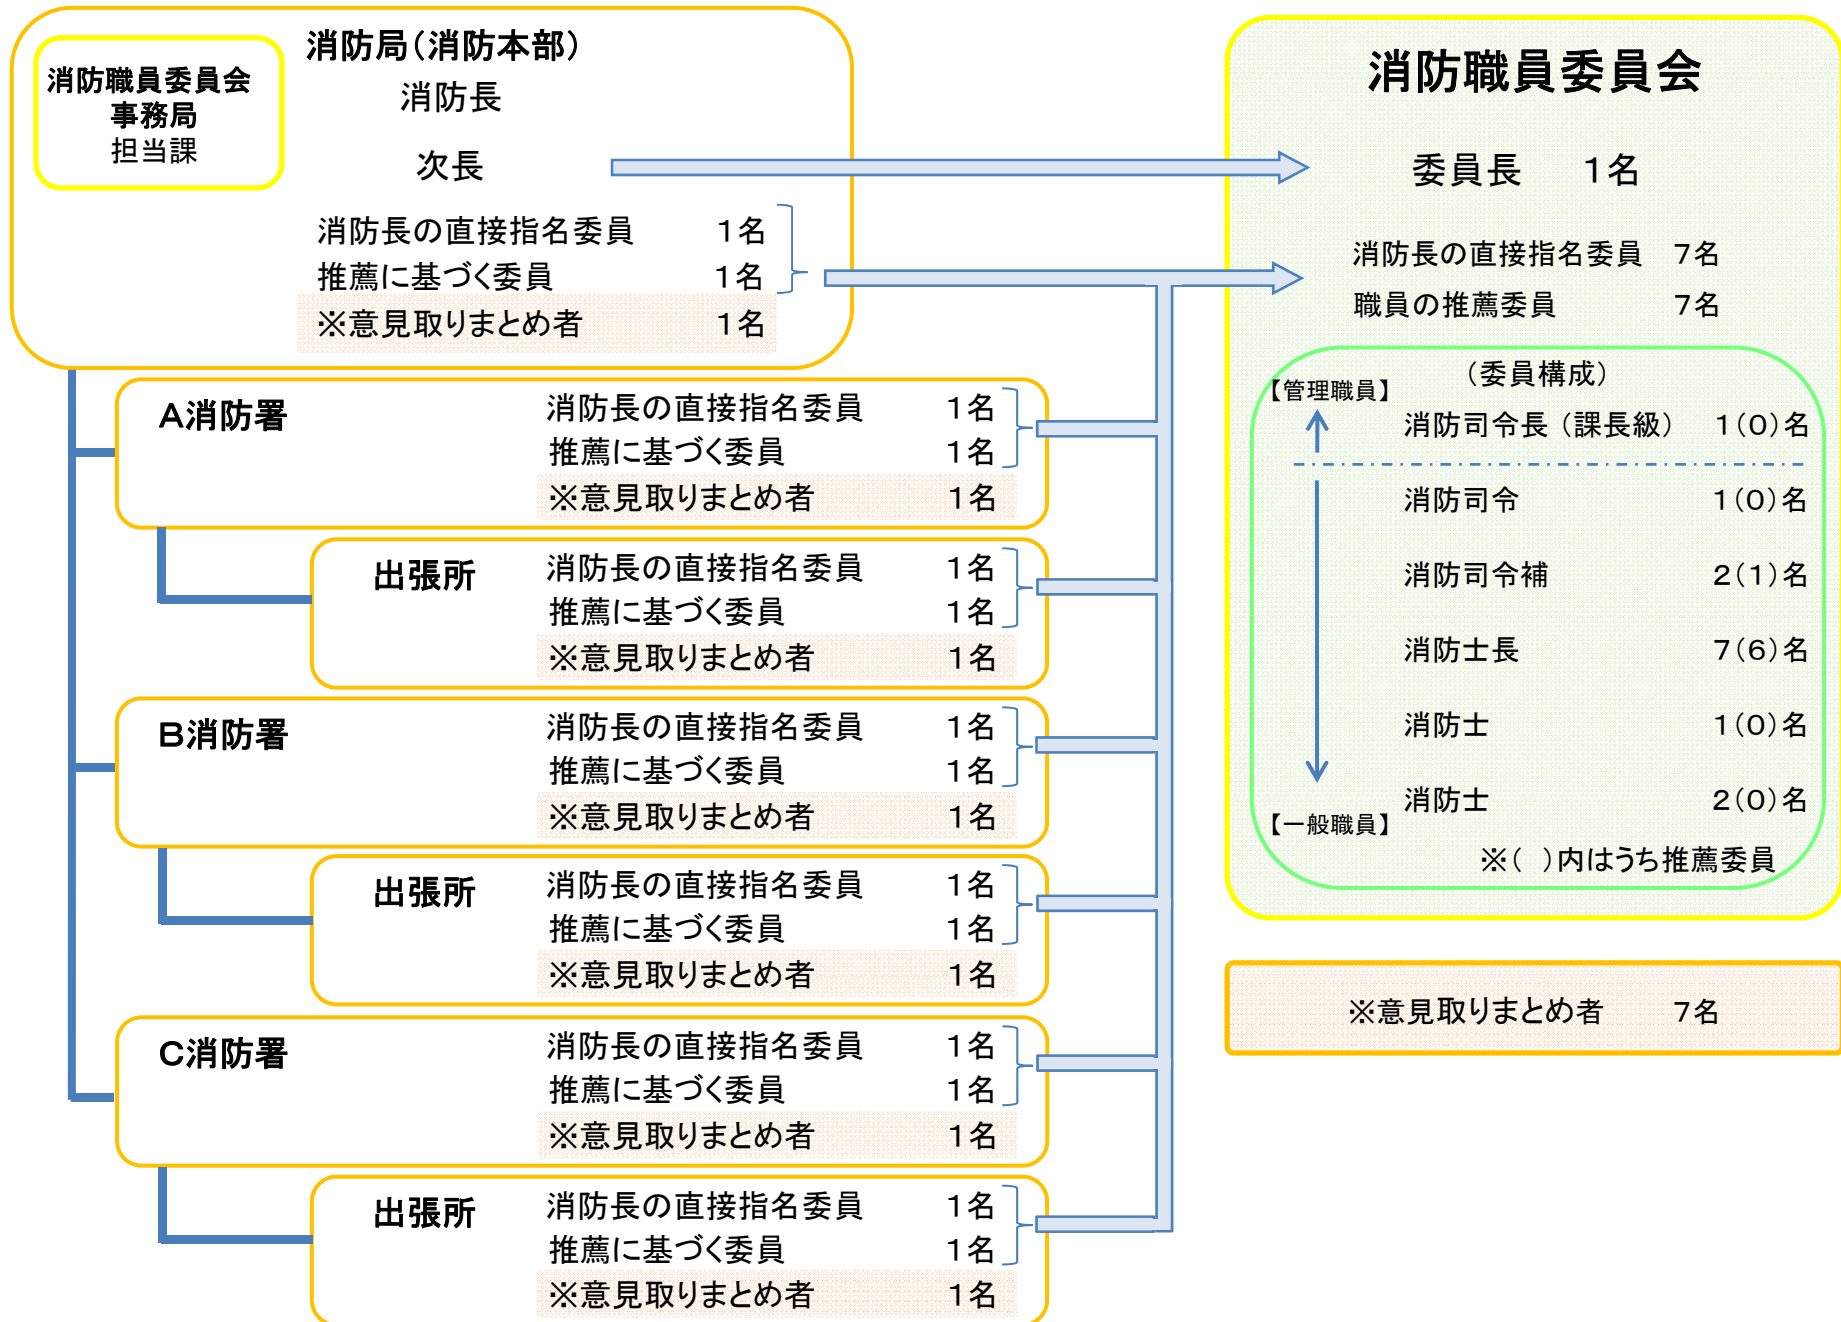 消防局（消防本部）
消防職員委員会
事務局
担当課
消防長
次長
消防長の直接指名委員　１名
推薦に基づく委員　１名
※意見取りまとめ者　１名
Ａ消防署
消防長の直接指名委員　１名
推薦に基づく委員　１名
※意見取りまとめ者　１名
出張所
消防長の直接指名委員　１名
推薦に基づく委員　１名
※意見取りまとめ者　１名
Ｂ消防署
消防長の直接指名委員　１名
推薦に基づく委員　１名
※意見取りまとめ者　１名
出張所
消防長の直接指名委員　１名
推薦に基づく委員　１名
※意見取りまとめ者　１名
Ｃ消防署
消防長の直接指名委員　１名
推薦に基づく委員　１名
※意見取りまとめ者　１名
出張所
消防長の直接指名委員　１名
推薦に基づく委員　１名
※意見取りまとめ者　１名
消防職員委員会
委員長　１名
消防長の直接指名委員　７名
職員の推薦委員　７名
（委員構成）
【管理職員】
消防司令長（課長級）　１（０）名
消防司令　１（０）名
消防司令補　２（１）名
消防士長　７（６）名
消防士　１（０）名
消防士　２（０）名
【一般職員】
※（　）内はうち推薦委員
※意見取りまとめ者　７名